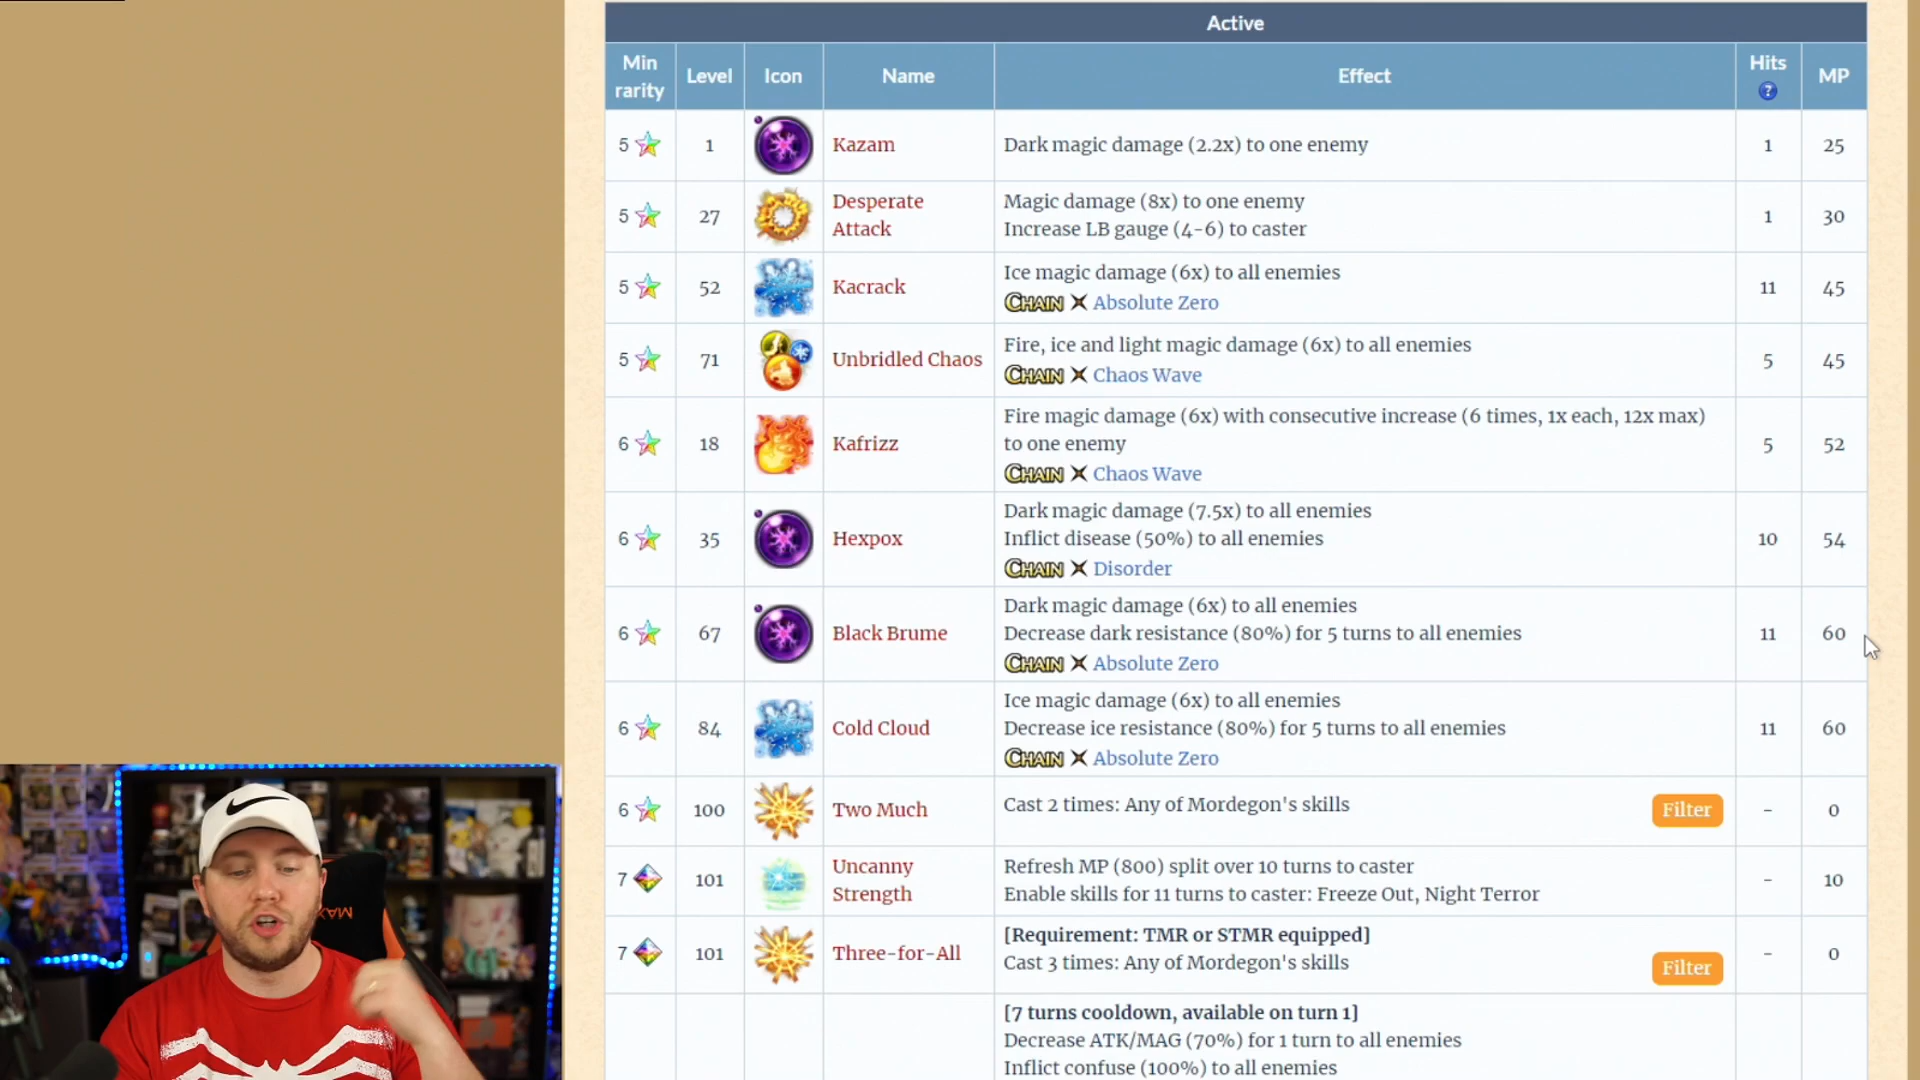 Active
Min rarity Level Icon Name Effect Hits ? MP
5 1 Kazam Dark magic damage (2.2x) to one enemy 1 25
5 27 Desperate Attack Magic damage (8x) to one enemy 1 30
Increase LB gauge (4-6) to caster
5 52 Kacrack Ice magic damage (6x) to all enemies 11 45
CHAIN Absolute Zero
5 71 Unbridled Chaos Fire, ice and light magic damage (6x) to all enemies 5 45
CHAIN Chaos Wave
6 18 Kafrizz Fire magic damage (6x) with consecutive increase (6 times, 1x each, 12x max) 5 52
to one enemy
CHAIN Chaos Wave
6 35 Hexpox Dark magic damage (7.5x) to all enemies 10 54
Inflict disease (50%) to all enemies
CHAIN Disorder
6 67 Black Brume Dark magic damage (6x) to all enemies 11 60
Decrease dark resistance (80%) for 5 turns to all enemies
CHAIN Absolute Zero
6 84 Cold Cloud Ice magic damage (6x) to all enemies 11 60
Decrease ice resistance (80%) for 5 turns to all enemies
CHAIN Absolute Zero
6 100 Two Much Cast 2 times: Any of Mordegon's skills Filter - 0
7 101 Uncanny Strength Refresh MP (800) split over 10 turns to caster - 10
Enable skills for 11 turns to caster: Freeze Out, Night Terror
7 101 Three-for-All [Requirement: TMR or STMR equipped] - 0
Cast 3 times: Any of Mordegon's skills Filter
[7 turns cooldown, available on turn 1]
Decrease ATK/MAG (70%) for 1 turn to all enemies
Inflict confuse (100%) to all enemies